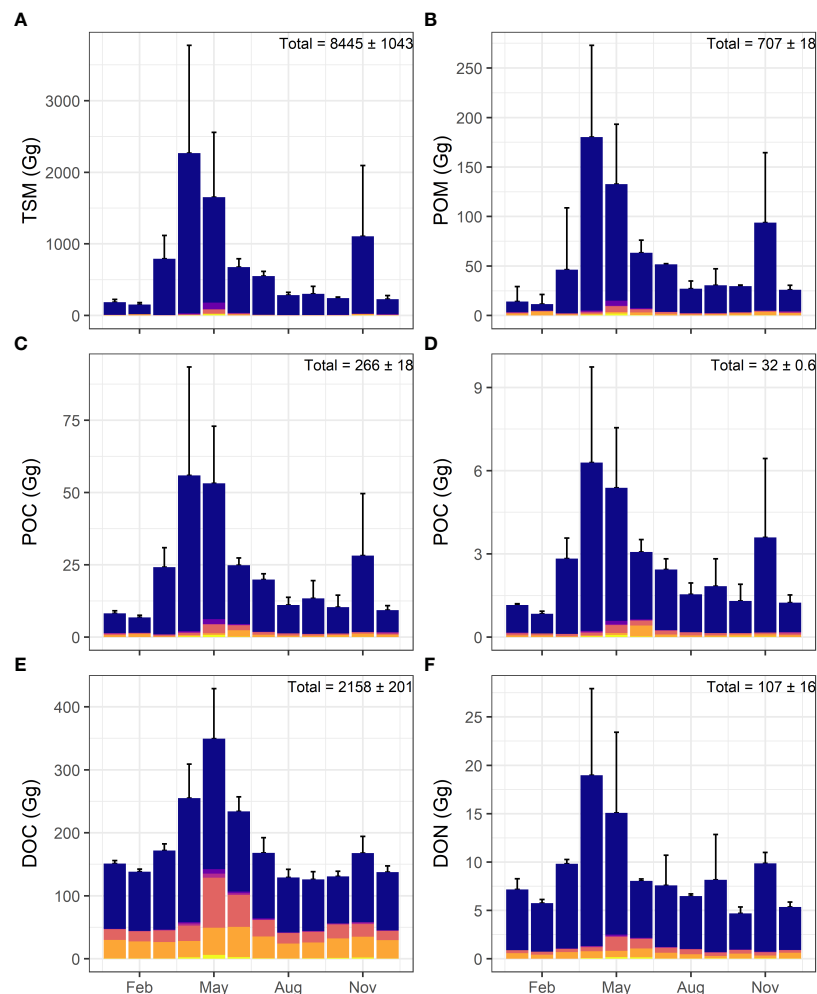 A
Total = 8445 ± 1043
TSM (Gg)
3000
2000
1000
0
B
Total = 707 ± 18
POM (Gg)
250
200
150
100
50
0
C
Total = 266 ± 18
POC (Gg)
75
50
25
0
D
Total = 32 ± 0.6
POC (Gg)
9
6
3
0
E
Total = 2158 ± 201
DOC (Gg)
400
300
200
100
0
Feb May Aug Nov
F
Total = 107 ± 16
DON (Gg)
25
20
15
10
5
0
Feb May Aug Nov